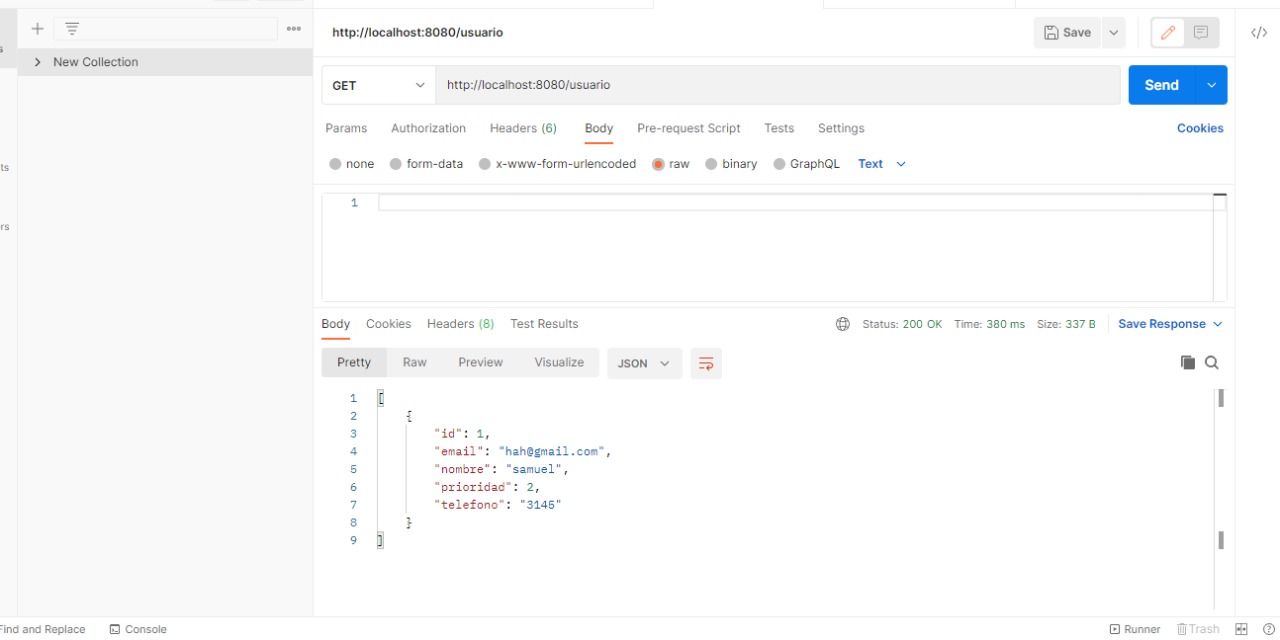 http://localhost:8080/usuario
Save
New Collection
GET
http://localhost:8080/usuario
Send
Params Authorization Headers (6) Body Pre-request Script Tests Settings Cookies
none form-data x-www-form-urlencoded raw binary GraphQL Text
1
Body Cookies Headers (8) Test Results Status: 200 OK Time: 380 ms Size: 337 B Save Response
Pretty Raw Preview Visualize JSON
1 [
2 {
3 "id": 1,
4 "email": "hah@gmail.com",
5 "nombre": "samuel",
6 "prioridad": 2,
7 "telefono": "3145"
8 }
9 ]
Find and Replace Console Runner Trash